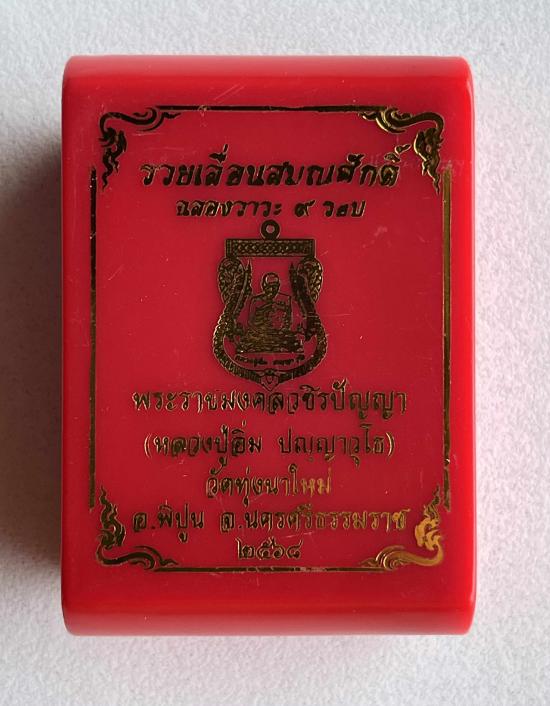 รวยเลื่อนสมณศักดิ์
ฉลองวาระ ๙ รอบ
พระราชมงคลวชิรปัญญา
(หลวงปู่อิ่ม ปญฺญาวุโธ)
วัดทุ่งนาใหม่
อ.พิปูน จ.นครศรีธรรมราช
๒๕๖๘